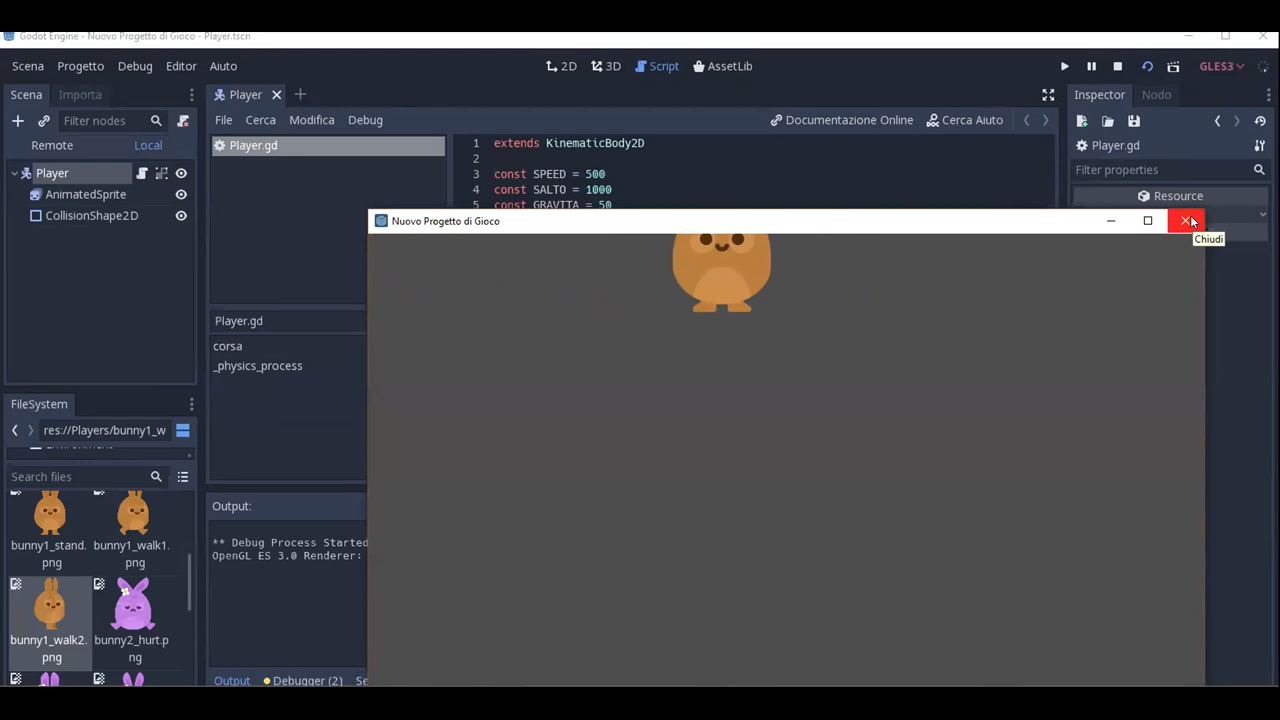 Godot Engine - Nuovo Progetto di Gioco - Player.tscn
Scena Progetto Debug Editor Aiuto
2D 3D Script AssetLib
GLES3
Scena Importa
Player
Inspector Nodo
Filter nodes
File Cerca Modifica Debug
Documentazione Online Cerca Aiuto
Remote Local
Player.gd
1 extends KinematicBody2D
2
3 const SPEED = 500
4 const SALTO = 1000
5 const GRAVITA = 50
Player.gd
Filter properties
Resource
Player
AnimatedSprite
CollisionShape2D
Nuovo Progetto di Gioco
Chiudi
Player.gd
corsa
_physics_process
FileSystem
res://Players/bunny1_w
Search files
bunny1_stand.
png
bunny1_walk1.
png
bunny1_walk2.
png
bunny2_hurt.p
ng
Output:
** Debug Process Started
OpenGL ES 3.0 Renderer:
Output Debugger (2) Se